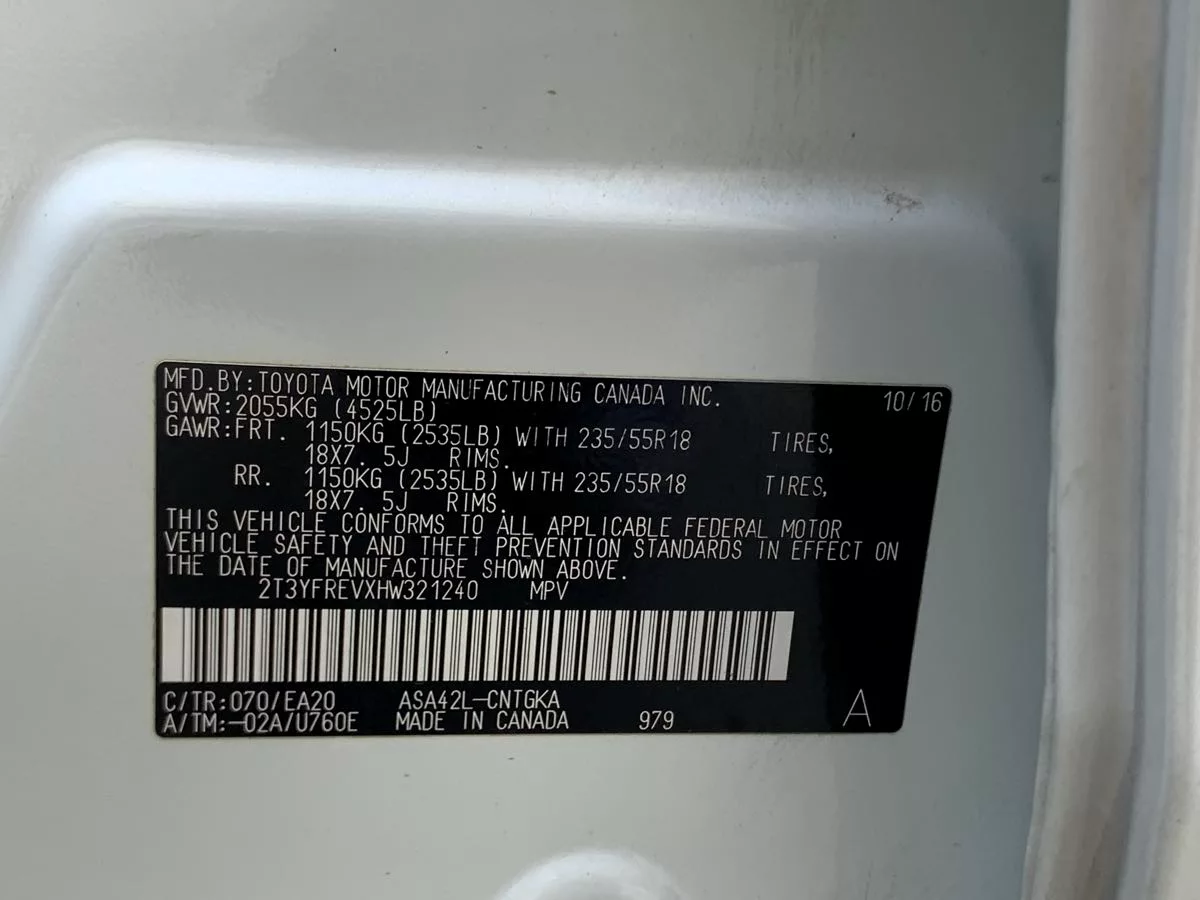 MFD.BY:TOYOTA MOTOR MANUFACTURING CANADA INC. 10/16
GVWR:2055KG (4525LB)
GAWR:FRT. 1150KG (2535LB) WITH 235/55R18 TIRES,
18X7.5J RIMS.
RR. 1150KG (2535LB) WITH 235/55R18 TIRES,
18X7.5J RIMS.
THIS VEHICLE CONFORMS TO ALL APPLICABLE FEDERAL MOTOR
VEHICLE SAFETY AND THEFT PREVENTION STANDARDS IN EFFECT ON
THE DATE OF MANUFACTURE SHOWN ABOVE.
2T3YFREVXHW321240 MPV
C/TR:070/EA20 ASA42L-CNTGKA
A/TM:-02A/U760E MADE IN CANADA 979 A